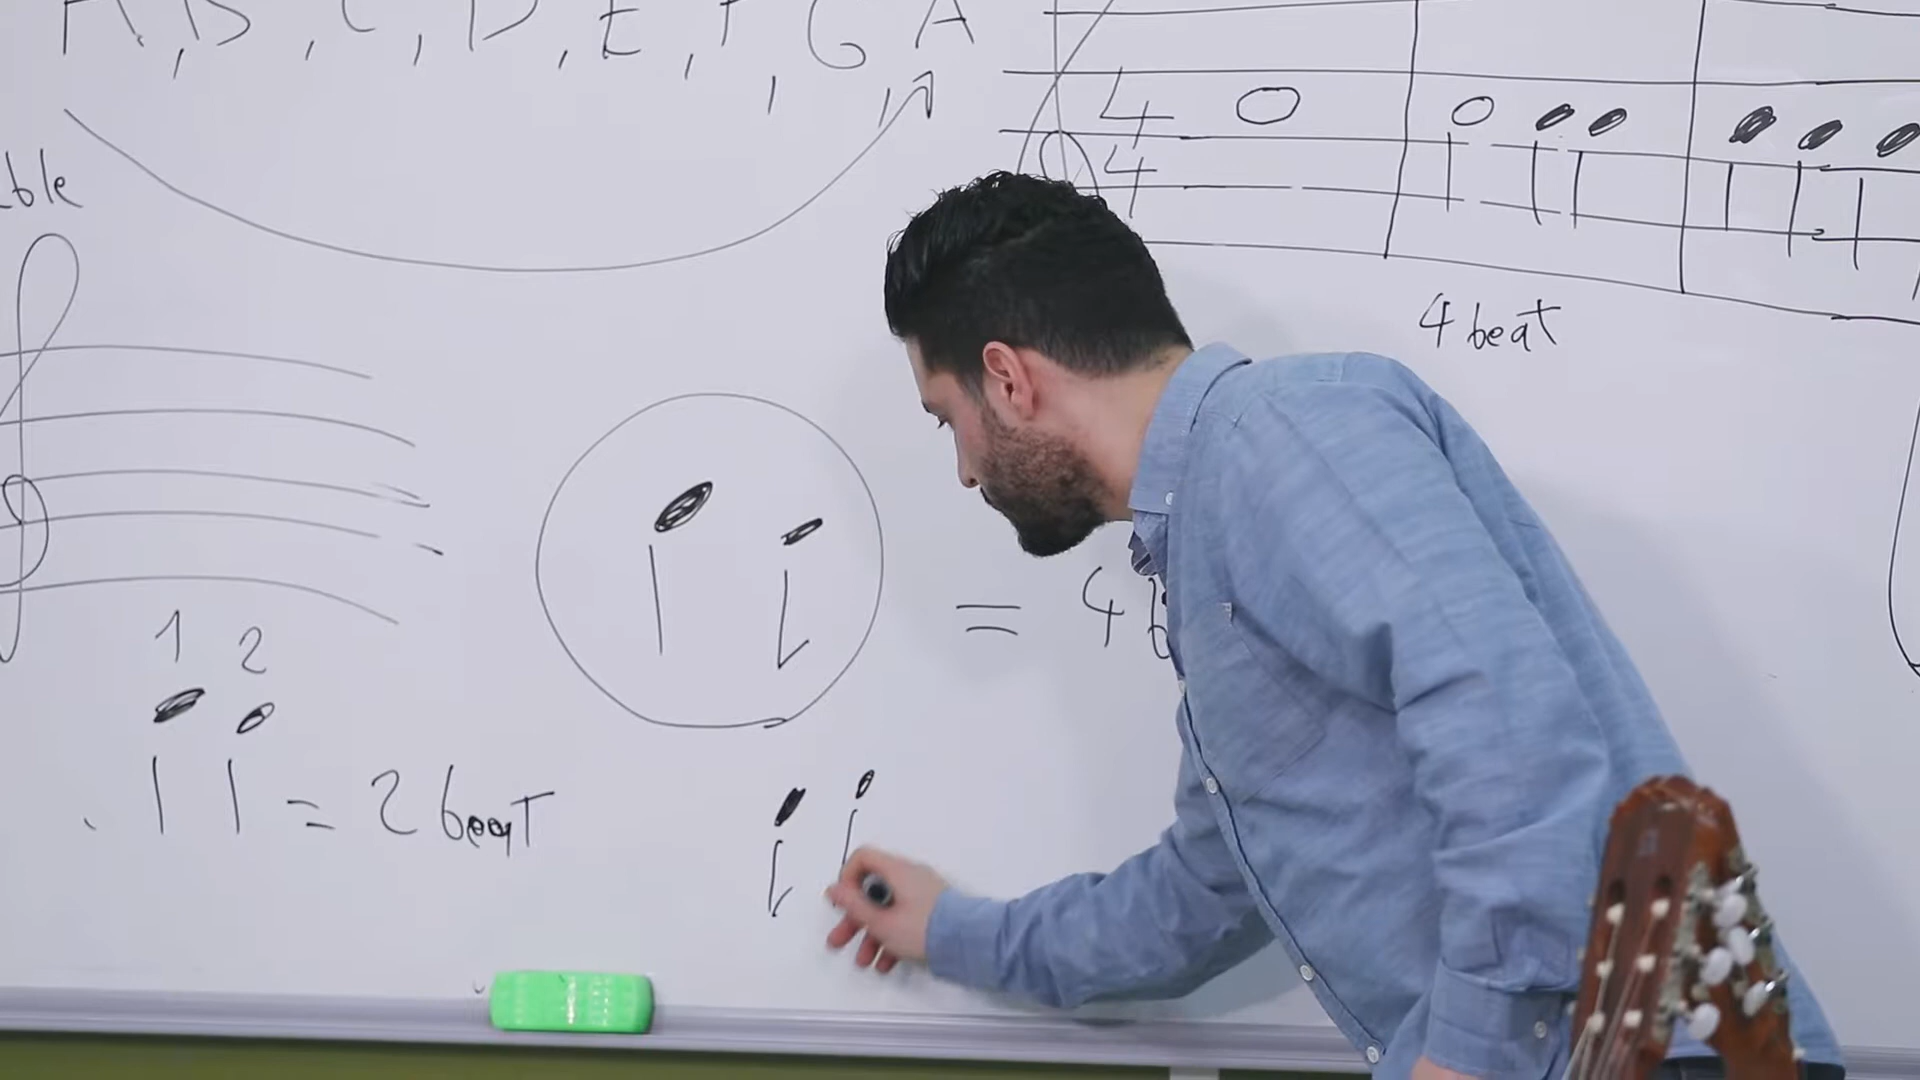 A, B, C, D, E, F, G, A
4
4
4 beat
1 2
= 2 beat
= 4